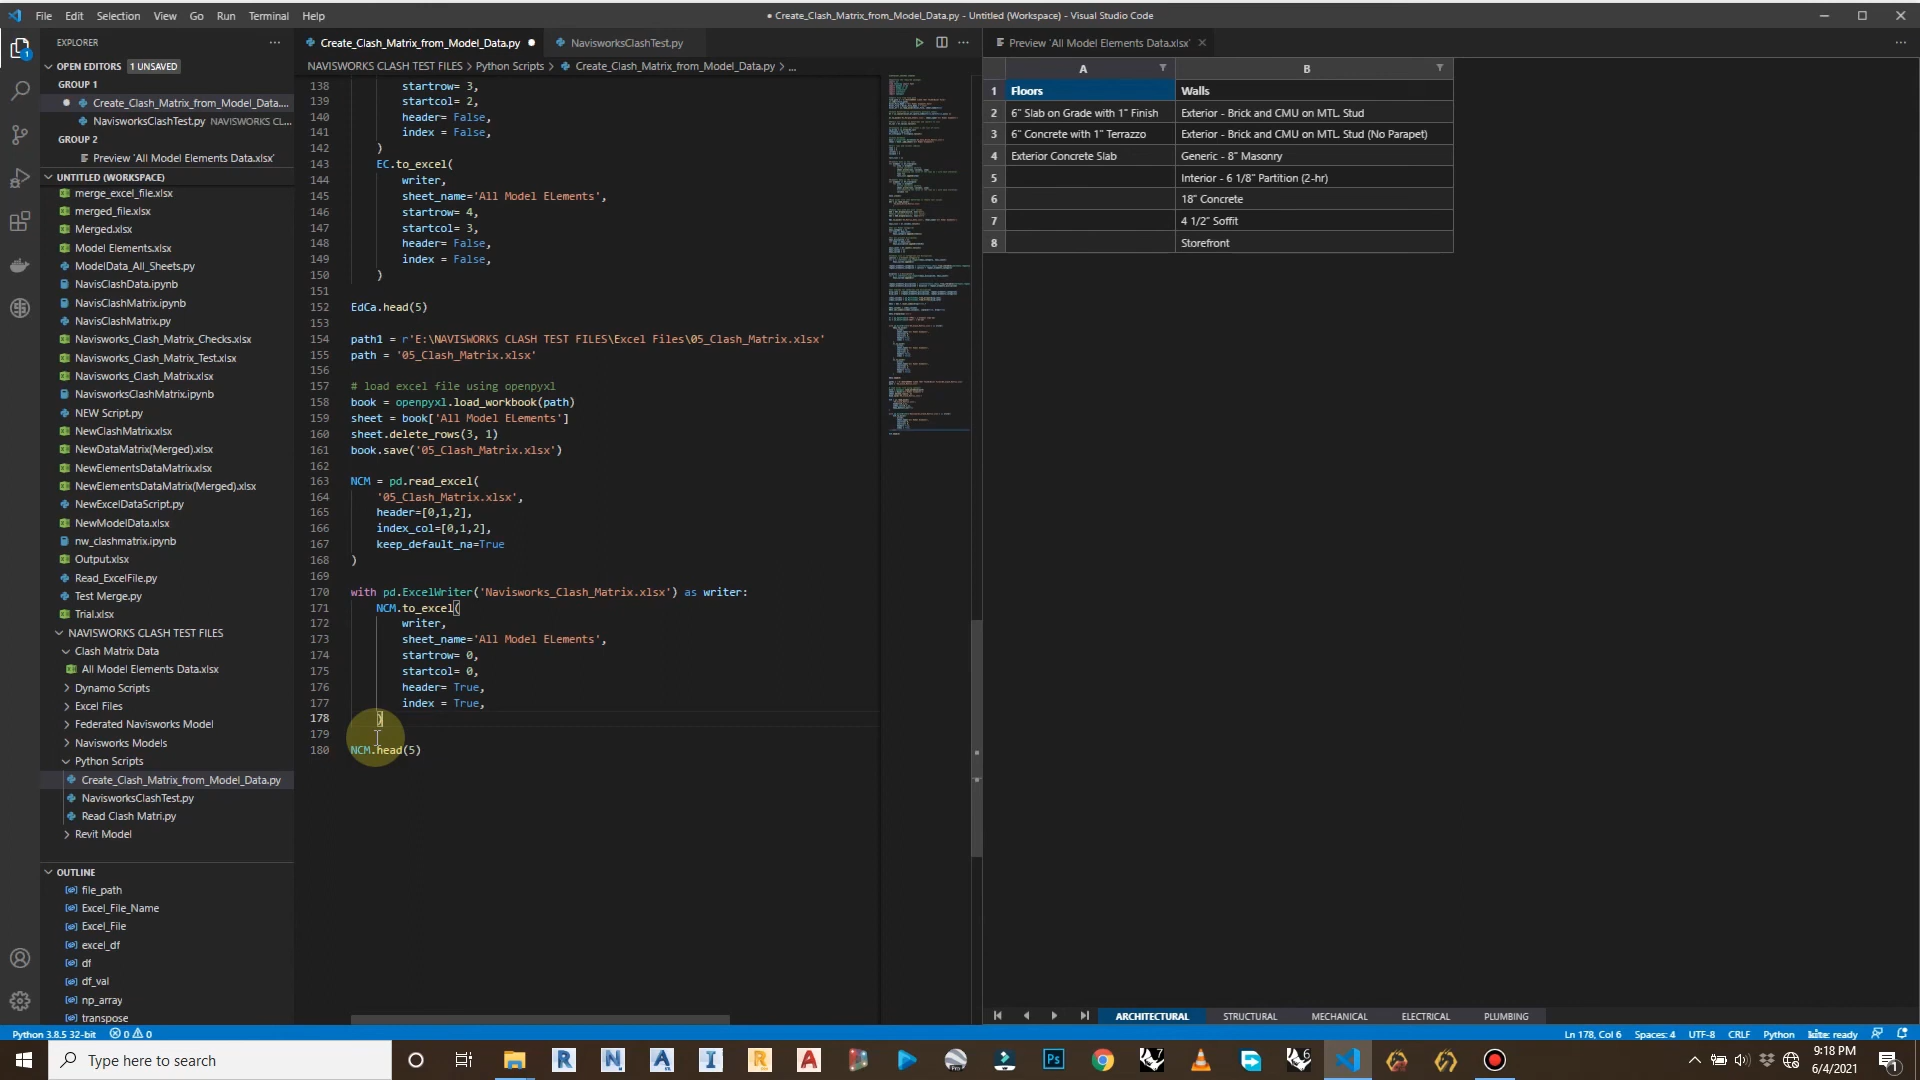 File Edit Selection View Go Run Terminal Help
● Create_Clash_Matrix_from_Model_Data.py - Untitled (Workspace) - Visual Studio Code
EXPLORER
OPEN EDITORS 1 UNSAVED
GROUP 1
Create_Clash_Matrix_from_Model_Data....
NavisworksClashTest.py NAVISWORKS CL...
GROUP 2
Preview 'All Model Elements Data.xlsx'
UNTITLED (WORKSPACE)
merge_excel_file.xlsx
merged_file.xlsx
Merged.xlsx
Model Elements.xlsx
ModelData_All_Sheets.py
NavisClashData.ipynb
NavisClashMatrix.ipynb
NavisClashMatrix.py
Navisworks_Clash_Matrix_Checks.xlsx
Navisworks_Clash_Matrix_Test.xlsx
Navisworks_Clash_Matrix.xlsx
NavisworksClashMatrix.ipynb
NEW Script.py
NewClashMatrix.xlsx
NewDataMatrix(Merged).xlsx
NewElementsDataMatrix.xlsx
NewElementsDataMatrix(Merged).xlsx
NewExcelDataScript.py
NewModelData.xlsx
nw_clashmatrix.ipynb
Output.xlsx
Read_ExcelFile.py
Test Merge.py
Trial.xlsx
NAVISWORKS CLASH TEST FILES
Clash Matrix Data
All Model Elements Data.xlsx
Dynamo Scripts
Excel Files
Federated Navisworks Model
Navisworks Models
Python Scripts
Create_Clash_Matrix_from_Model_Data.py
NavisworksClashTest.py
Read Clash Matri.py
Revit Model
OUTLINE
file_path
Excel_File_Name
Excel_File
excel_df
df
df_val
np_array
transpose
Create_Clash_Matrix_from_Model_Data.py
NavisworksClashTest.py
NAVISWORKS CLASH TEST FILES > Python Scripts > Create_Clash_Matrix_from_Model_Data.py > ...
138 startrow= 3,
139 startcol= 2,
140 header= False,
141 index = False,
142 )
143 EC.to_excel(
144 writer,
145 sheet_name='All Model ELements',
146 startrow= 4,
147 startcol= 3,
148 header= False,
149 index = False,
150 )
151
152 EdCa.head(5)
153
154 path1 = r'E:\NAVISWORKS CLASH TEST FILES\Excel Files\05_Clash_Matrix.xlsx'
155 path = '05_Clash_Matrix.xlsx'
156
157 # load excel file using openpyxl
158 book = openpyxl.load_workbook(path)
159 sheet = book['All Model ELements']
160 sheet.delete_rows(3, 1)
161 book.save('05_Clash_Matrix.xlsx')
162
163 NCM = pd.read_excel(
164 '05_Clash_Matrix.xlsx',
165 header=[0,1,2],
166 index_col=[0,1,2],
167 keep_default_na=True
168 )
169
170 with pd.ExcelWriter('Navisworks_Clash_Matrix.xlsx') as writer:
171 NCM.to_excel(
172 writer,
173 sheet_name='All Model ELements',
174 startrow= 0,
175 startcol= 0,
176 header= True,
177 index = True,
178 )
179
180 NCM.head(5)
Preview 'All Model Elements Data.xlsx'
A B
1 Floors Walls
2 6" Slab on Grade with 1" Finish Exterior - Brick and CMU on MTL. Stud
3 6" Concrete with 1" Terrazzo Exterior - Brick and CMU on MTL. Stud (No Parapet)
4 Exterior Concrete Slab Generic - 8" Masonry
5 Interior - 6 1/8" Partition (2-hr)
6 18" Concrete
7 4 1/2" Soffit
8 Storefront
ARCHITECTURAL STRUCTURAL MECHANICAL ELECTRICAL PLUMBING
Python 3.8.5 32-bit 0 0
Ln 178, Col 6 Spaces: 4 UTF-8 CRLF Python kite: ready
Type here to search
9:18 PM
6/4/2021